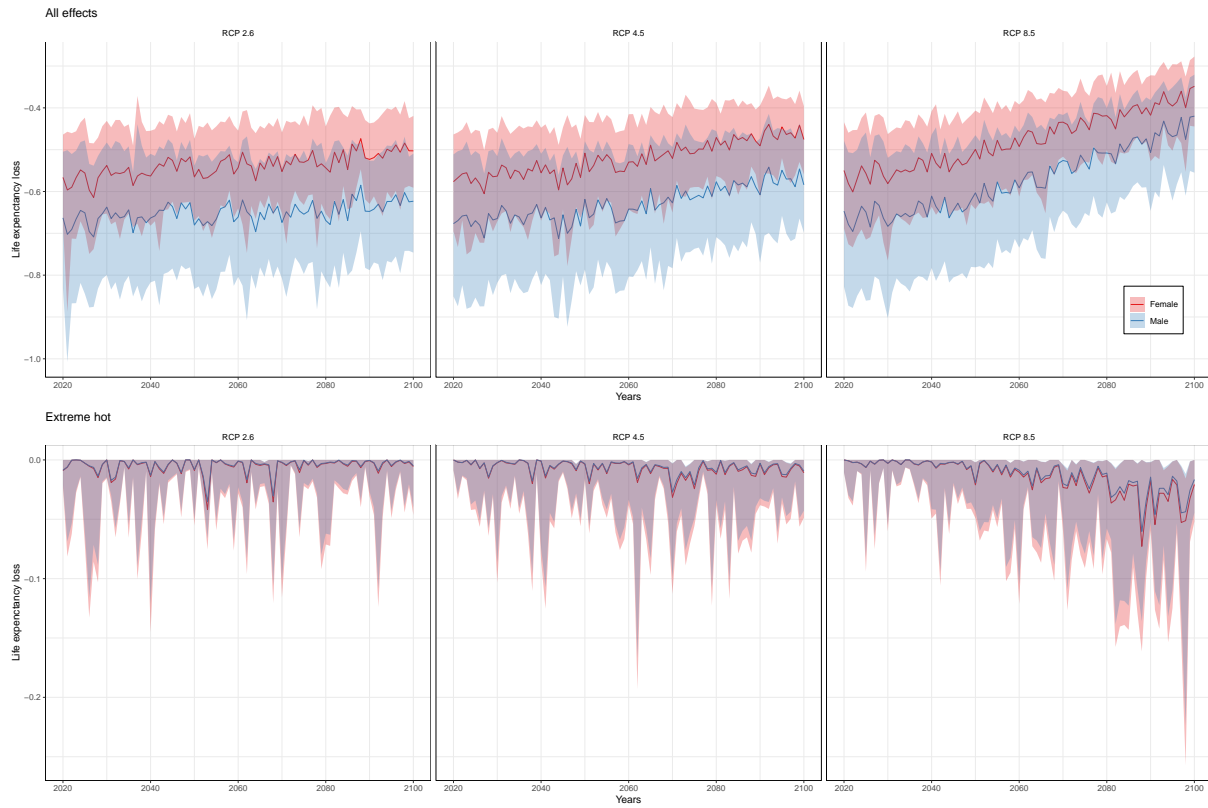 All effects
RCP 2.6 RCP 4.5 RCP 8.5
−0.4
−0.6
−0.8
−1.0
Life expenctancy loss
Female
Male
2020 2040 2060 2080 2100 2020 2040 2060 2080 2100 2020 2040 2060 2080 2100
Years
Extreme hot
RCP 2.6 RCP 4.5 RCP 8.5
0.0
−0.1
−0.2
Life expenctancy loss
2020 2040 2060 2080 2100 2020 2040 2060 2080 2100 2020 2040 2060 2080 2100
Years